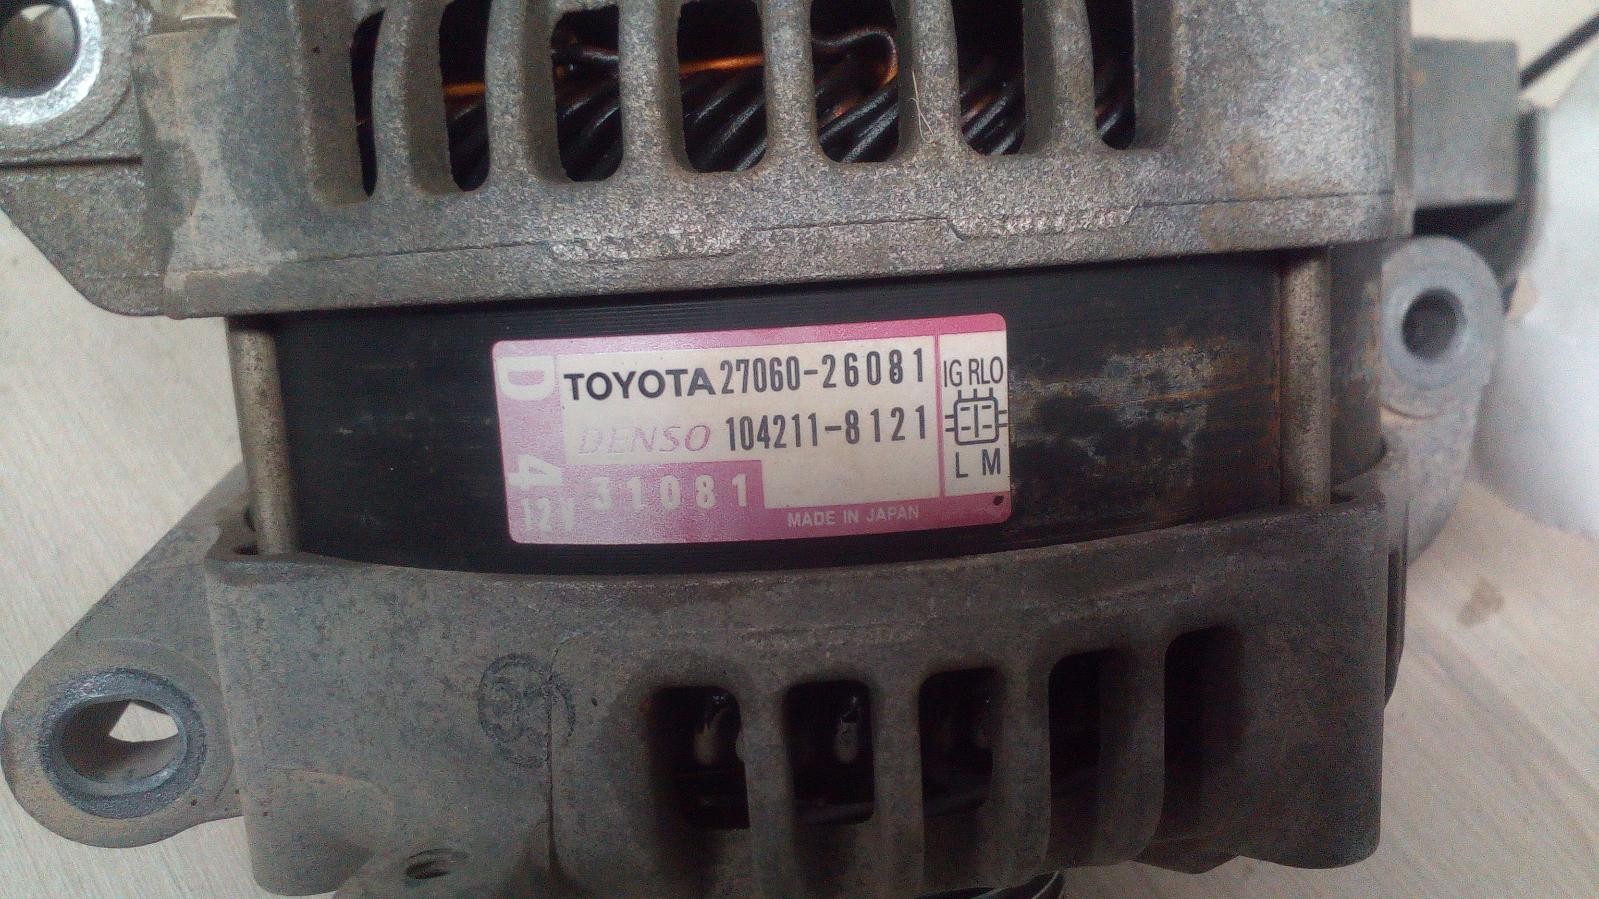 D
4
TOYOTA 27060-26081
DENSO 104211-8121
12V 31081
MADE IN JAPAN
IG RLO
L M